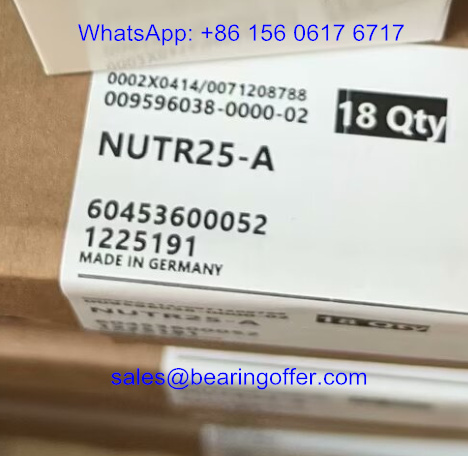 WhatsApp: +86 156 0617 6717
0002X0414/0071208788
009596038-0000-02
18 Qty
NUTR25-A
60453600052
1225191
MADE IN GERMANY
NUTR25-A
18 Qty
60453600052
sales@bearingoffer.com